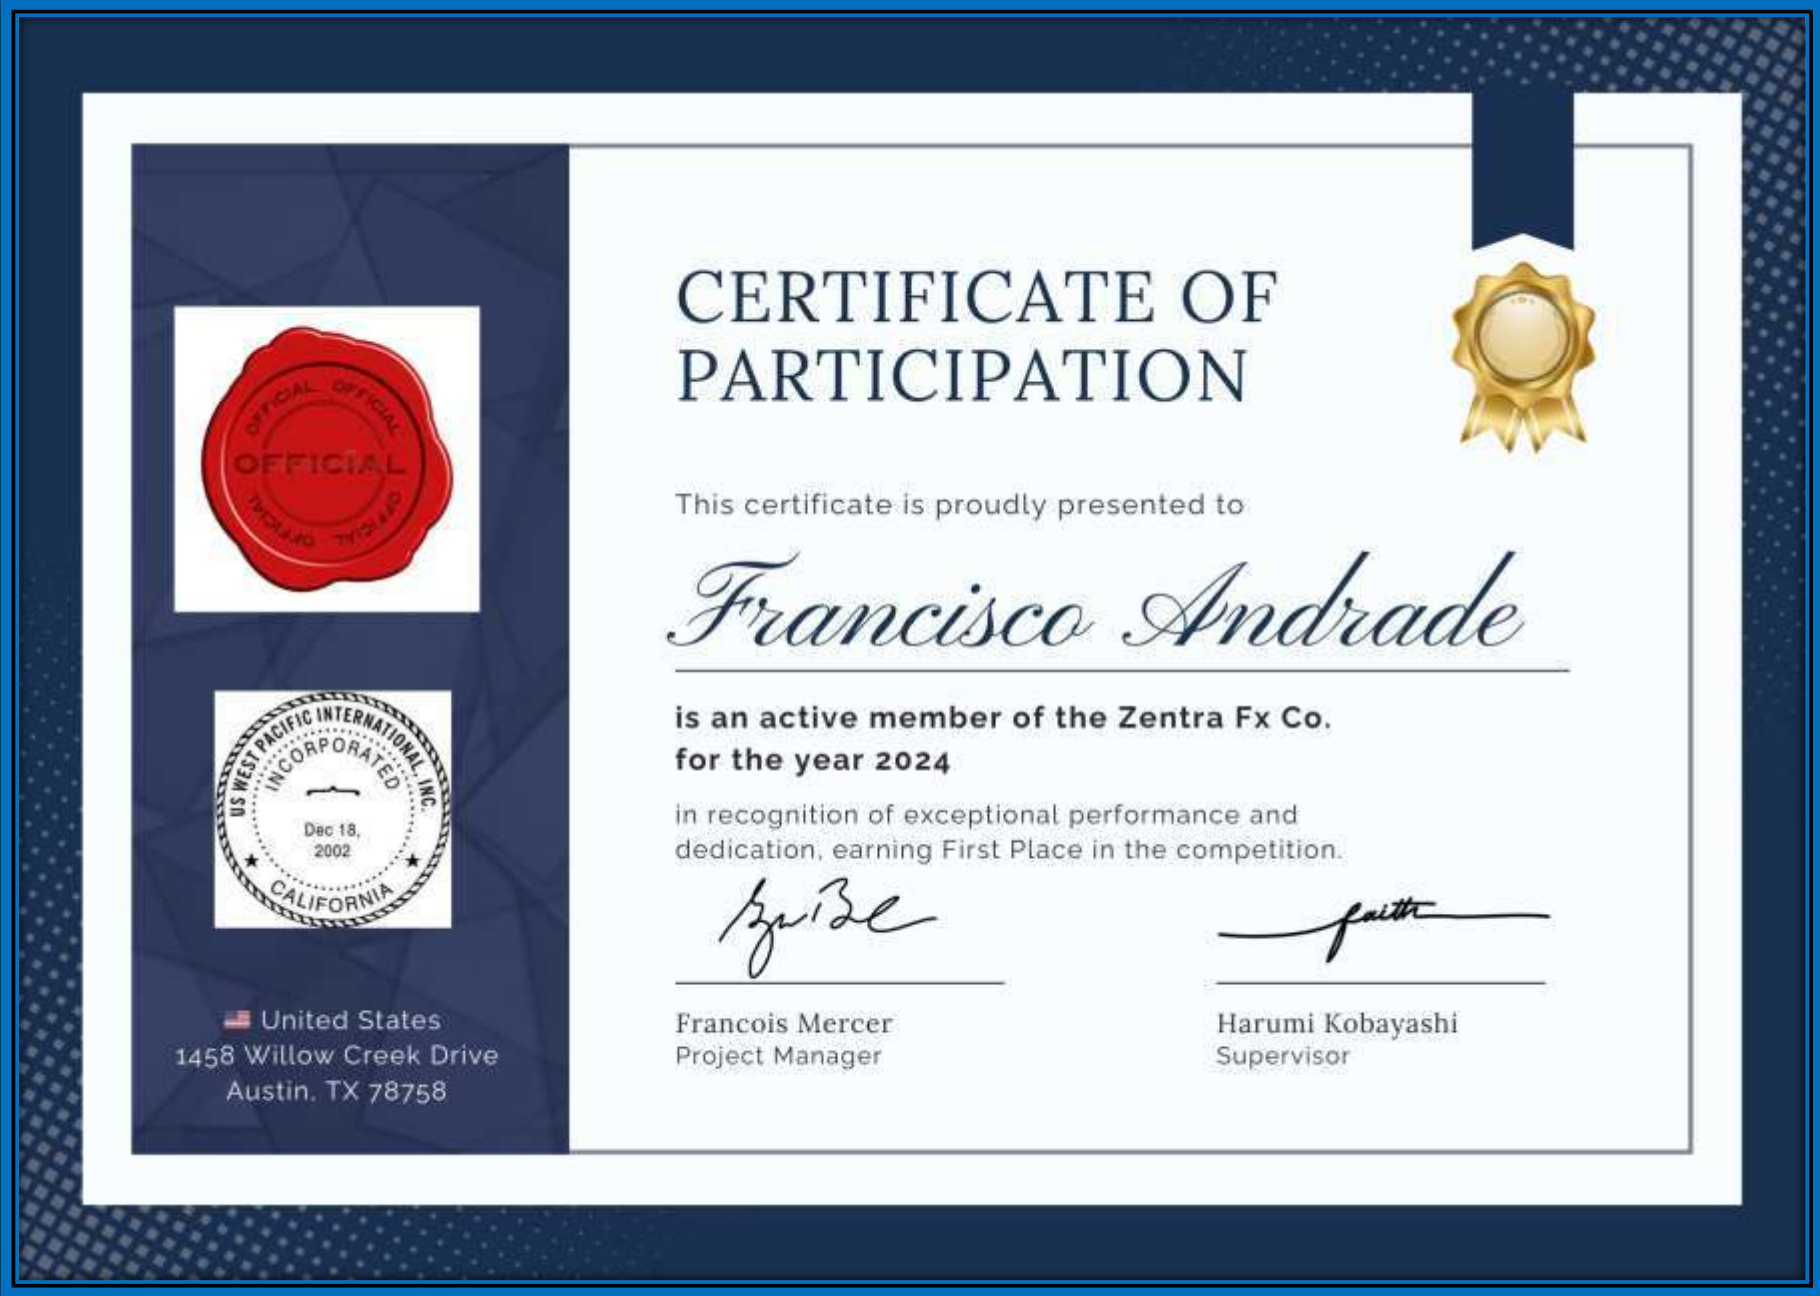 CERTIFICATE OF
PARTICIPATION
This certificate is proudly presented to
Francisco Andrade
is an active member of the Zentra Fx Co.
for the year 2024
in recognition of exceptional performance and
dedication, earning First Place in the competition.
faith
Francois Mercer
Project Manager
Harumi Kobayashi
Supervisor
OFFICIAL OFFICIAL
OFFICIAL
OFFICIAL OFFICIAL OFFICIAL
US WEST PACIFIC INTERNATIONAL, INC.
INCORPORATED
Dec 18,
2002
CALIFORNIA
United States
1458 Willow Creek Drive
Austin, TX 78758